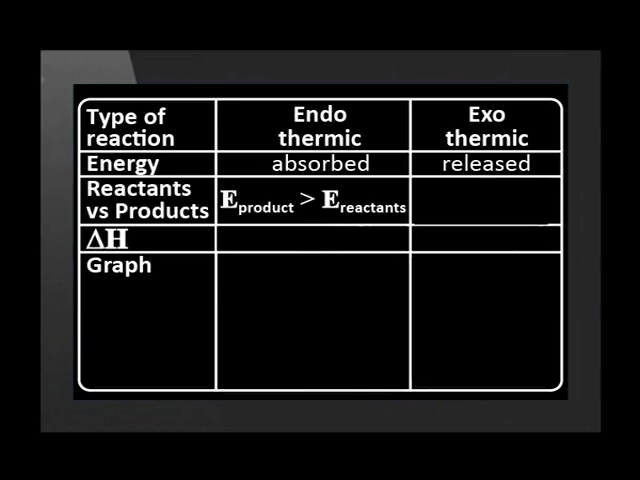 Type of reaction
Endo thermic
Exo thermic
Energy
absorbed
released
Reactants vs Products
Eproduct > Ereactants
ΔH
Graph